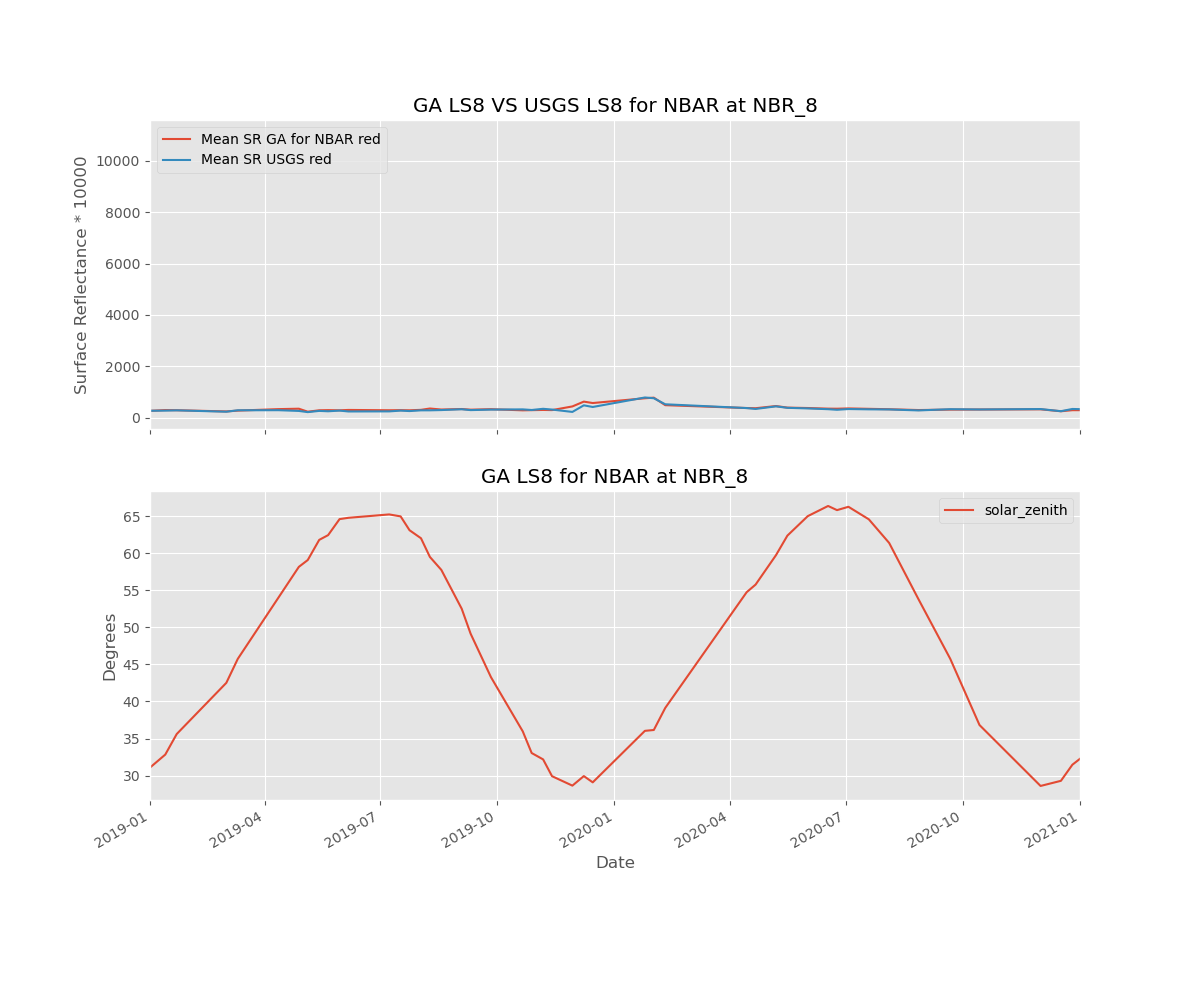 GA LS8 VS USGS LS8 for NBAR at NBR_8
Mean SR GA for NBAR red
Mean SR USGS red
Surface Reflectance * 10000
10000
8000
6000
4000
2000
0
GA LS8 for NBAR at NBR_8
solar_zenith
Degrees
65
60
55
50
45
40
35
30
2019-01
2019-04
2019-07
2019-10
2020-01
2020-04
2020-07
2020-10
2021-01
Date